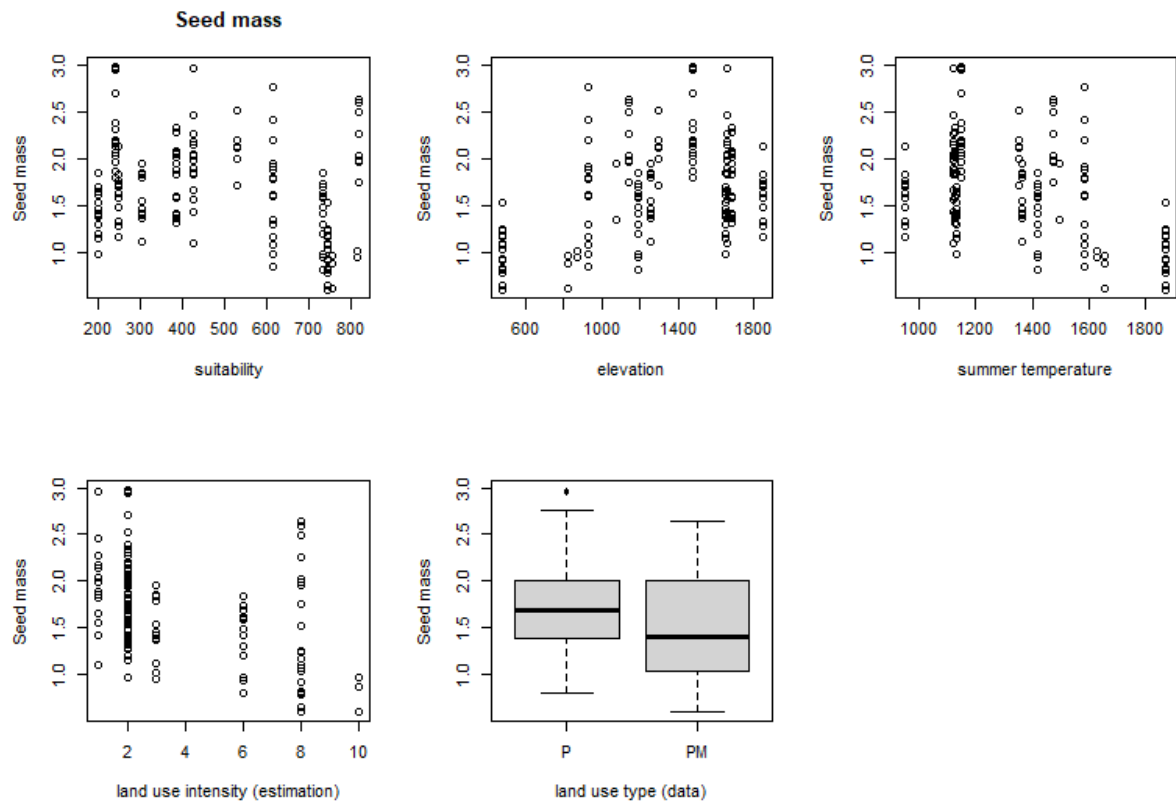 Seed mass
Seed mass
1.0 1.5 2.0 2.5 3.0
200 300 400 500 600 700 800
suitability
Seed mass
1.0 1.5 2.0 2.5 3.0
600 1000 1400 1800
elevation
Seed mass
1.0 1.5 2.0 2.5 3.0
1000 1200 1400 1600 1800
summer temperature
Seed mass
1.0 1.5 2.0 2.5 3.0
2 4 6 8 10
land use intensity (estimation)
Seed mass
1.0 1.5 2.0 2.5 3.0
P PM
land use type (data)